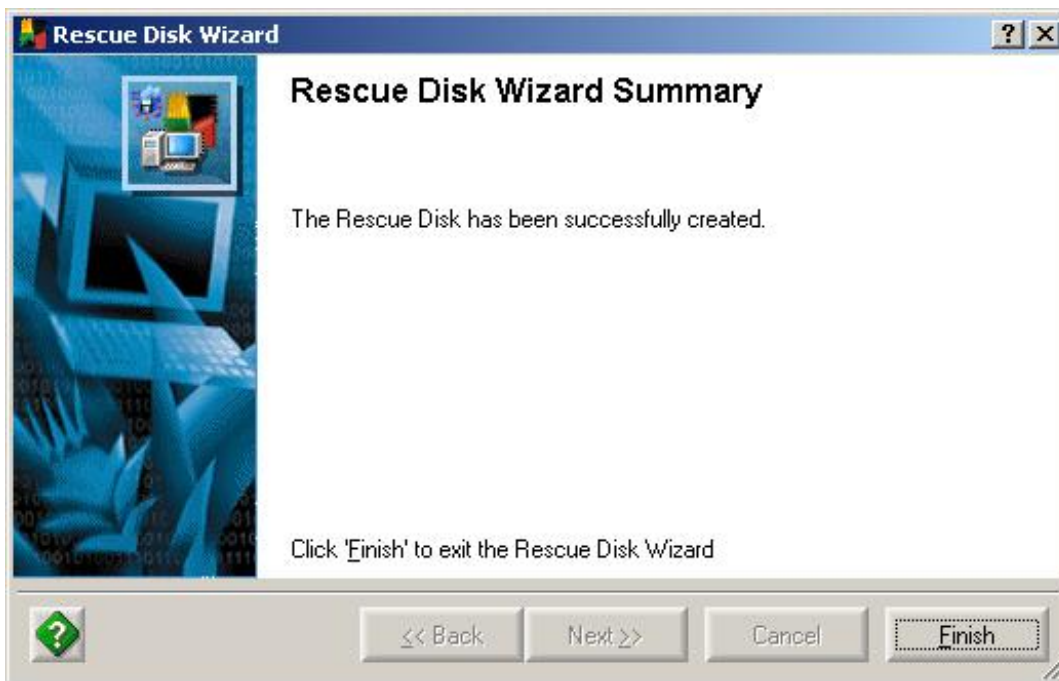 Rescue Disk Wizard
Rescue Disk Wizard Summary
The Rescue Disk has been successfully created.
Click 'Finish' to exit the Rescue Disk Wizard
<< Back
Next >>
Cancel
Finish